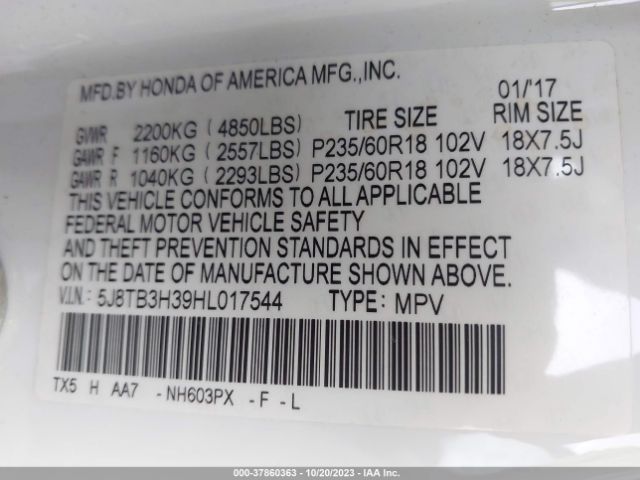 MFD.BY HONDA OF AMERICA MFG.,INC. 01/'17
TIRE SIZE RIM SIZE
GVWR 2200KG (4850LBS)
GAWR F 1160KG (2557LBS) P235/60R18 102V 18X7.5J
GAWR R 1040KG (2293LBS) P235/60R18 102V 18X7.5J
THIS VEHICLE CONFORMS TO ALL APPLICABLE
FEDERAL MOTOR VEHICLE SAFETY
AND THEFT PREVENTION STANDARDS IN EFFECT
ON THE DATE OF MANUFACTURE SHOWN ABOVE.
V.I.N.: 5J8TB3H39HL017544 TYPE: MPV
TX5 H AA7 - NH603PX - F - L
000-37860363 | 10/20/2023 | IAA, Inc.